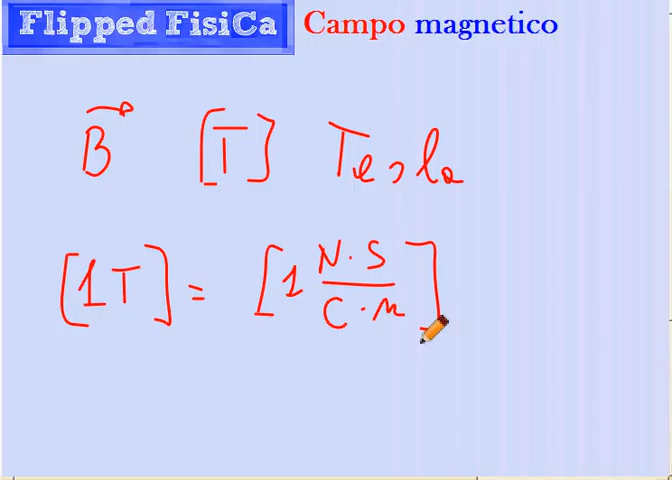 Flipped FisiCa Campo magnetico
B [T] Tesla
[1T] = [1 N·S
C·m]